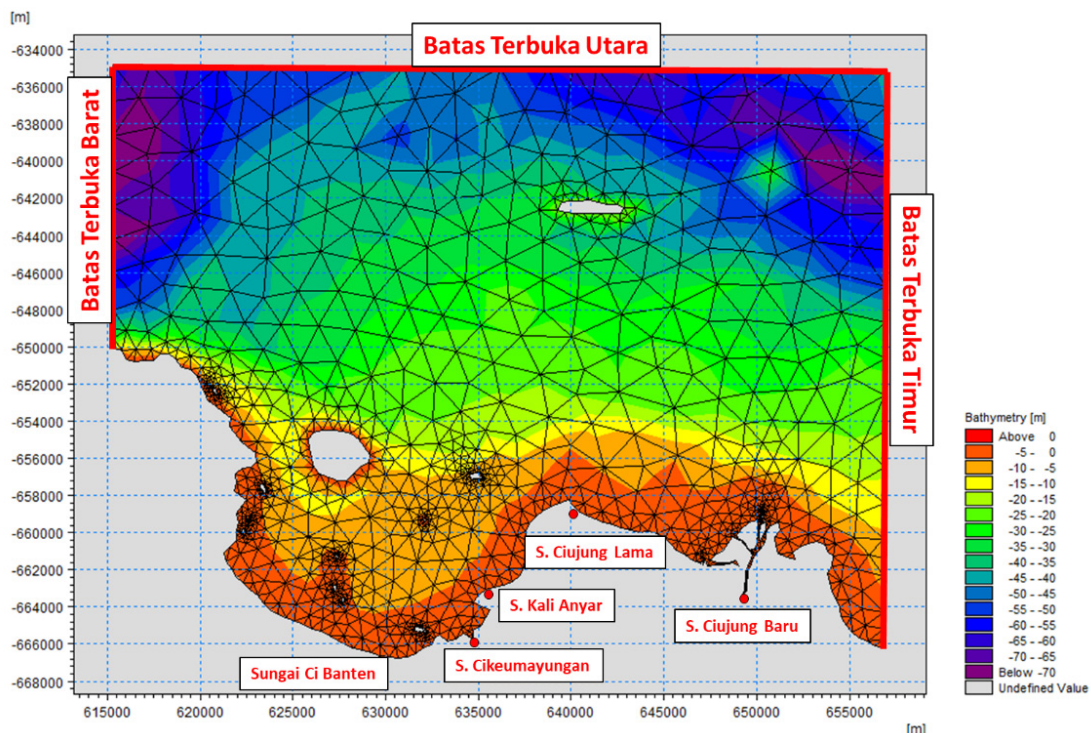 [m]
Batas Terbuka Utara
-634000
-636000
-638000
-640000
-642000
-644000
-646000
-648000
-650000
-652000
-654000
-656000
-658000
-660000
-662000
-664000
-666000
-668000
Batas Terbuka Barat
Batas Terbuka Timur
S. Ciujung Lama
S. Kali Anyar
S. Ciujung Baru
Sungai Ci Banten
S. Cikeumayungan
615000 620000 625000 630000 635000 640000 645000 650000 655000
[m]
Bathymetry [m]
Above 0
-5 - 0
-10 - -5
-15 - -10
-20 - -15
-25 - -20
-30 - -25
-35 - -30
-40 - -35
-45 - -40
-50 - -45
-55 - -50
-60 - -55
-65 - -60
-70 - -65
Below -70
Undefined Value